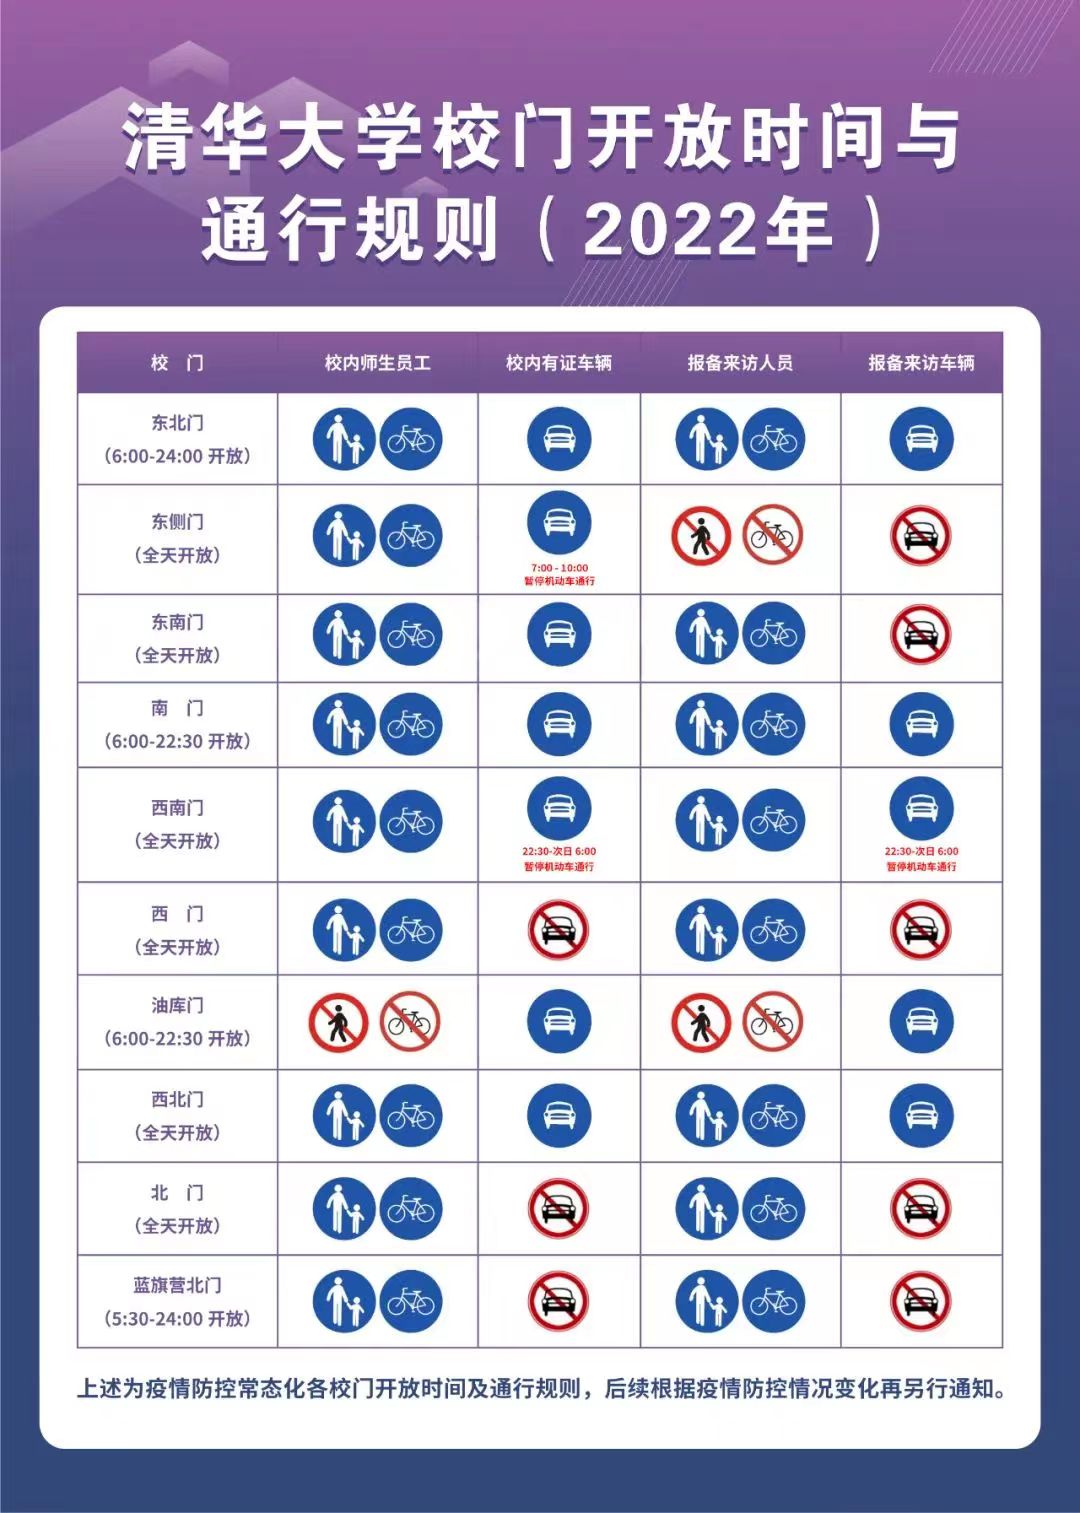 清华大学校门开放时间与
通行规则（2022年）
校　门 校内师生员工 校内有证车辆 报备来访人员 报备来访车辆
东北门
（6:00-24:00 开放）
东侧门
（全天开放）
7:00 - 10:00
暂停机动车通行
东南门
（全天开放）
南　门
（6:00-22:30 开放）
西南门
（全天开放）
22:30-次日 6:00
暂停机动车通行
22:30-次日 6:00
暂停机动车通行
西　门
（全天开放）
油库门
（6:00-22:30 开放）
西北门
（全天开放）
北　门
（全天开放）
蓝旗营北门
（5:30-24:00 开放）
上述为疫情防控常态化各校门开放时间及通行规则，后续根据疫情防控情况变化再另行通知。